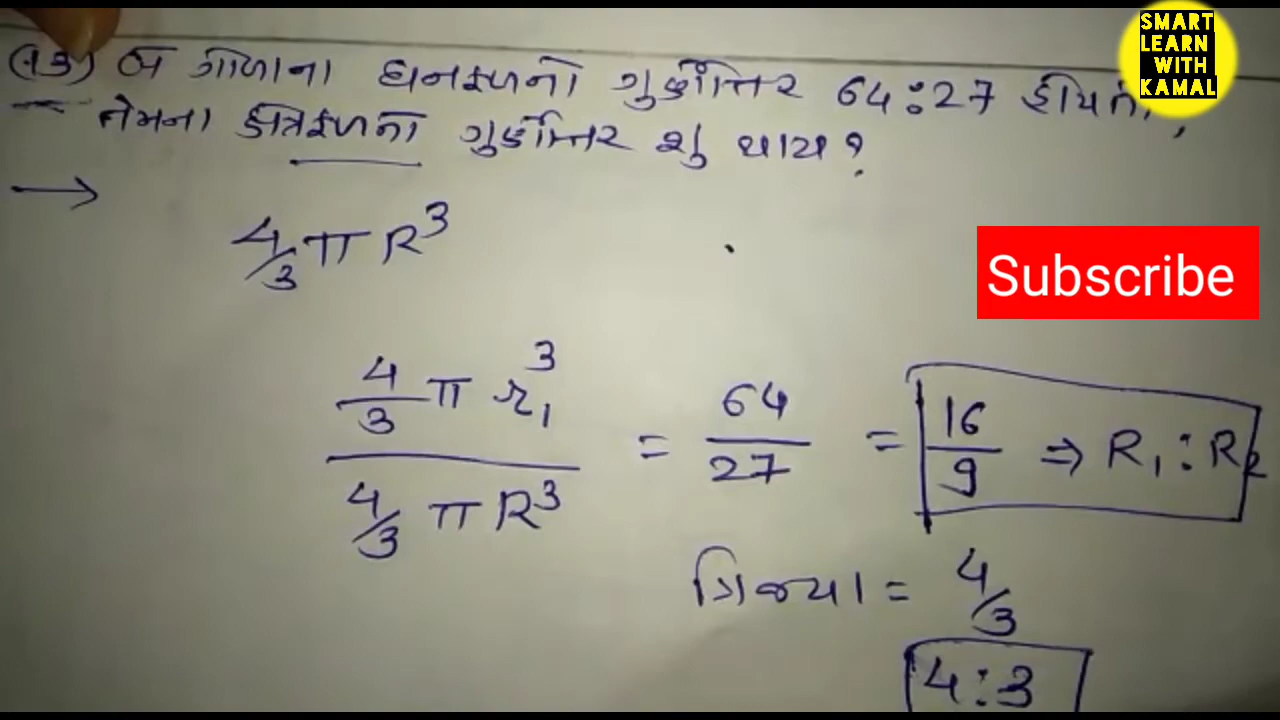 (૧૩) બે ગોળાના ઘનફળનો ગુણોત્તર 64:27 હોય તો,
તેમના ક્ષેત્રફળનો ગુણોત્તર શું થાય ?
→
4/3 π R³
4/3 π r₁³ / 4/3 π R³ = 64/27 = 16/9 ⇒ R₁ : R₂
ત્રિજ્યા = 4/3
4:3
SMART
LEARN
WITH
KAMAL
Subscribe